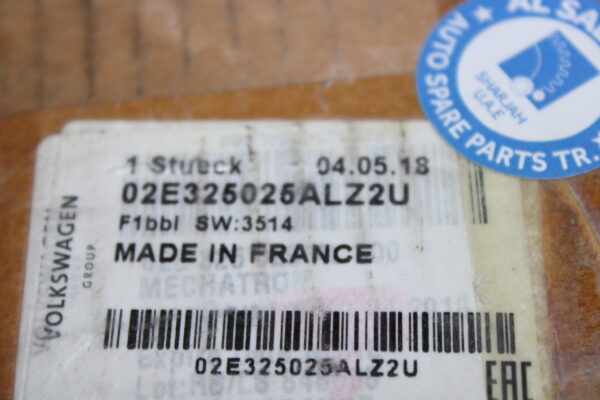 AL
AUTO SPARE PARTS TR.
SHARJAH
U.A.E
1 Stueck 04.05.18
02E325025ALZ2U
F1bbl SW:3514
MADE IN FRANCE
MECHATRON
VOLKSWAGEN
GROUP
02E325025ALZ2U
EAC